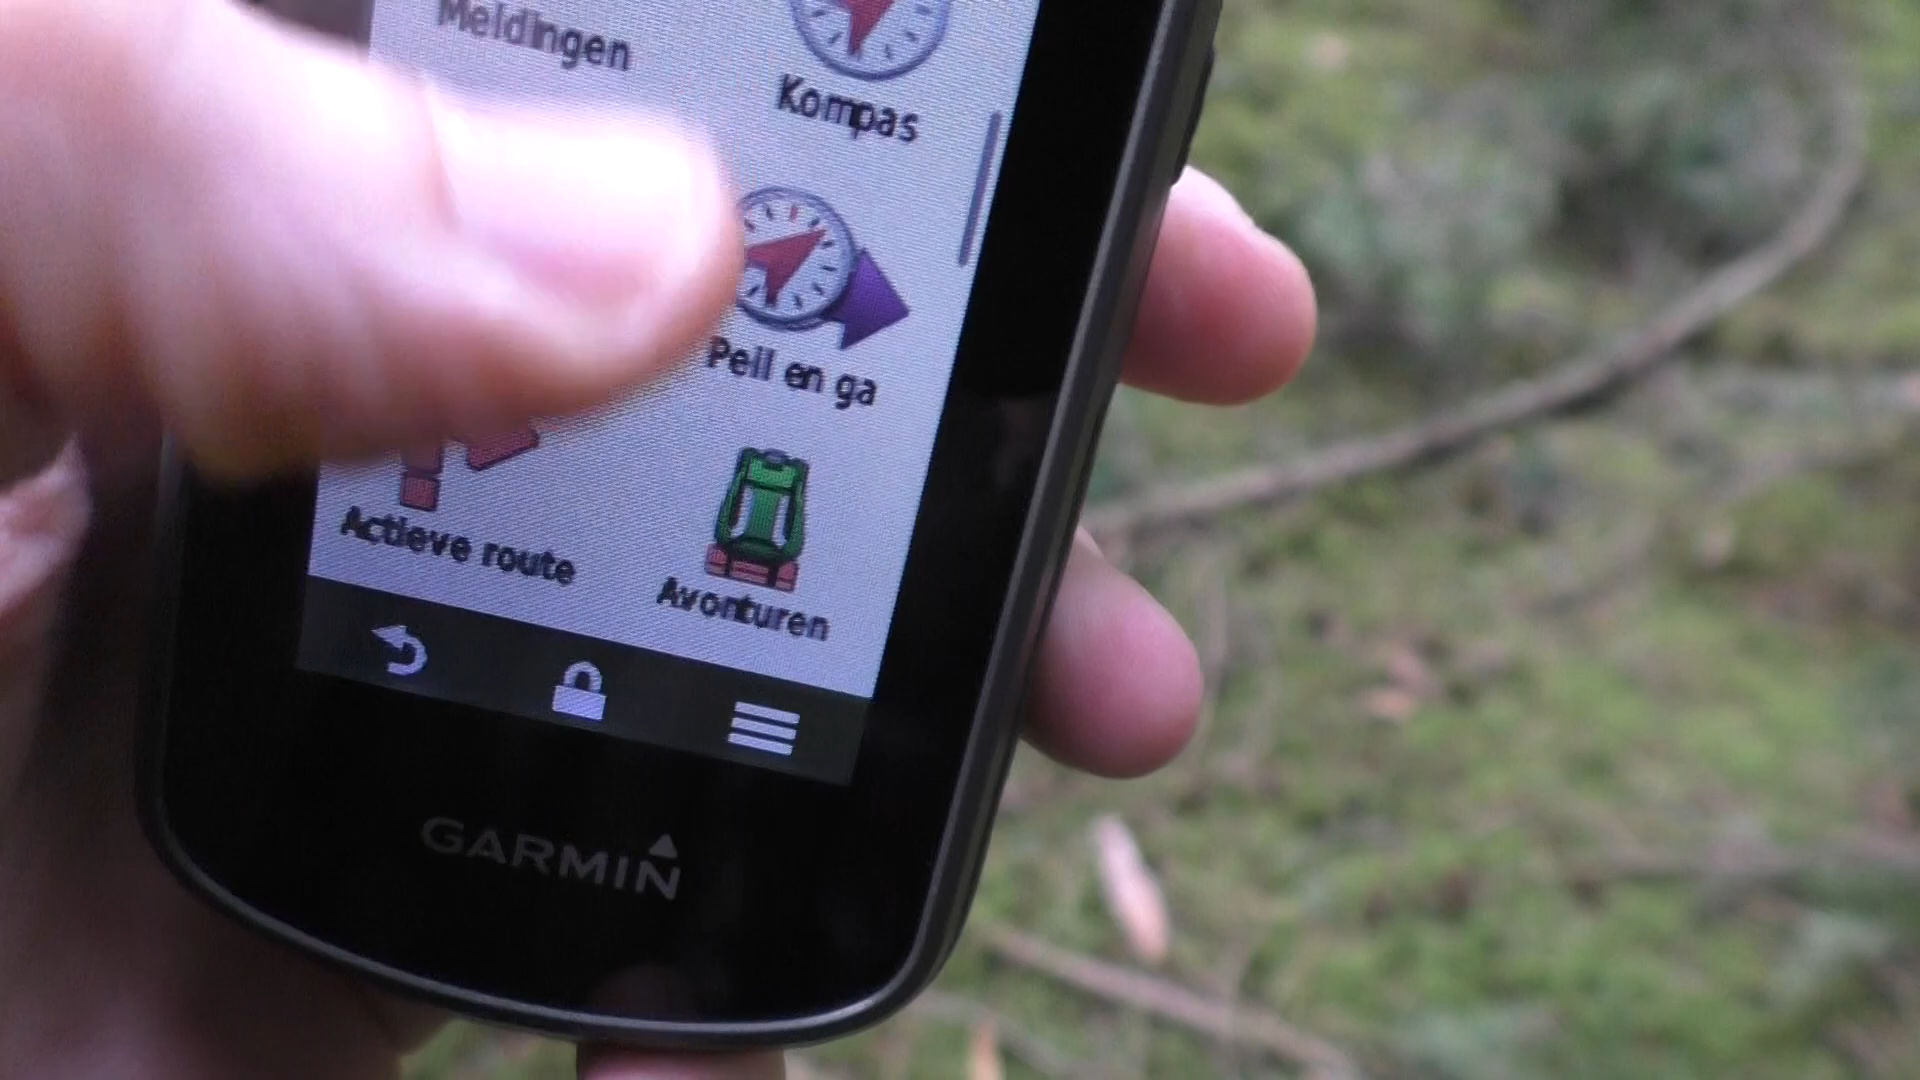 Meldingen
Kompas
Peil en ga
Actieve route
Avonturen
GARMIN